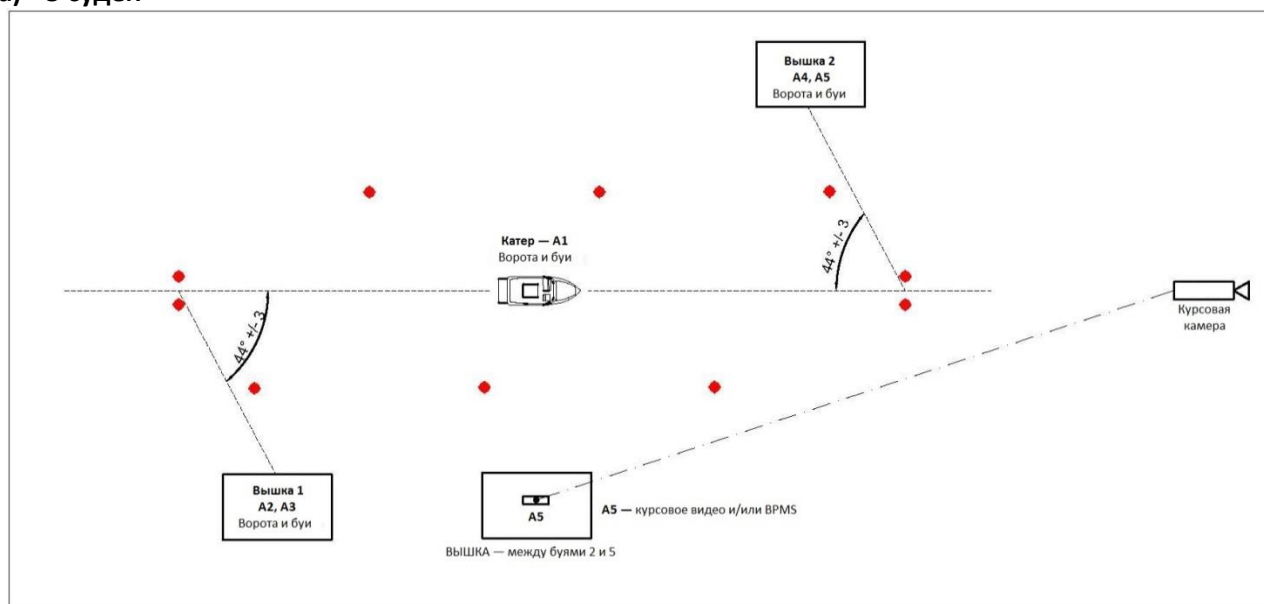 Вышка 2
A4, A5
Ворота и буи
Катер — A1
Ворота и буи
44° +/- 3
44° +/- 3
Курсовая
камера
Вышка 1
A2, A3
Ворота и буи
A5
A5 — курсовое видео и/или BPMS
ВЫШКА — между буями 2 и 5